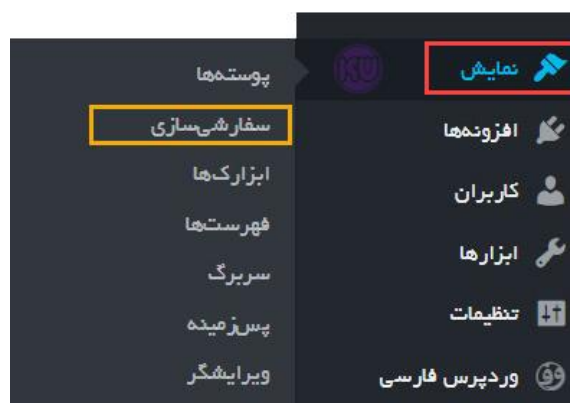 نمایش
افزونه‌ها
کاربران
ابزارها
تنظیمات
وردپرس فارسی
پوسته‌ها
سفارشی‌سازی
ابزارک‌ها
فهرست‌ها
سربرگ
پس‌زمینه
ویرایشگر
KU